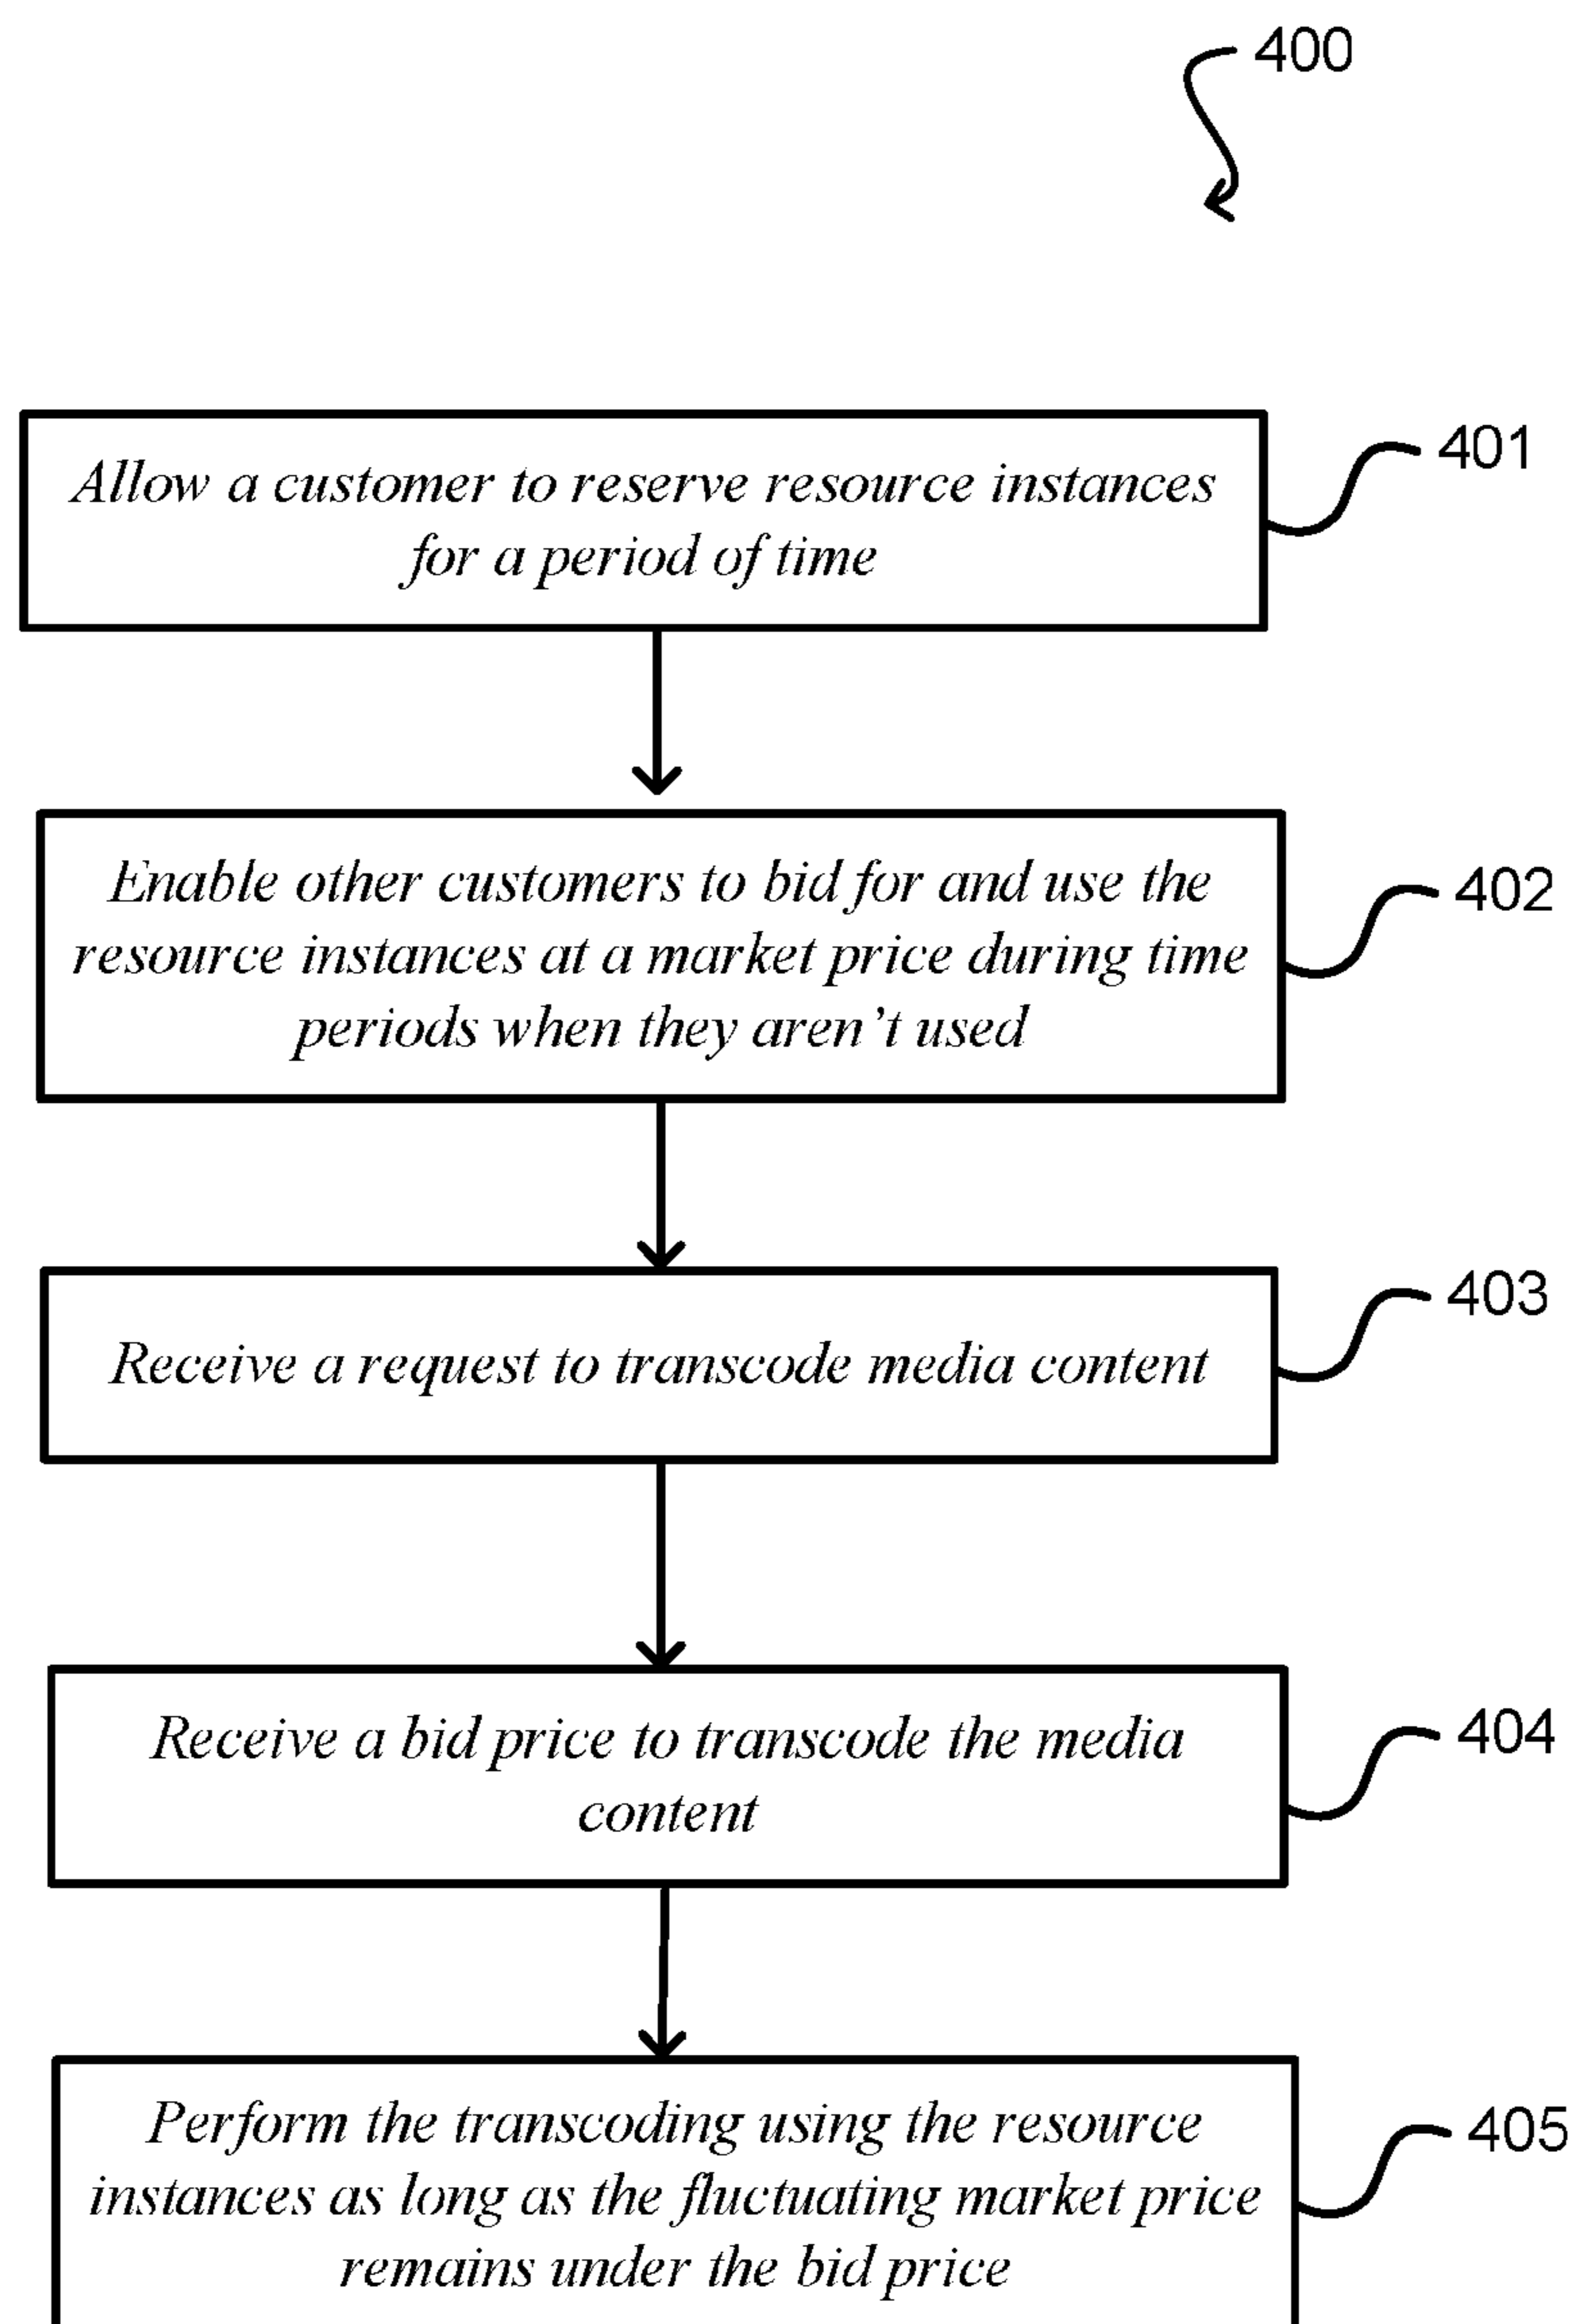 400
Allow a customer to reserve resource instances
for a period of time
401
Enable other customers to bid for and use the
resource instances at a market price during time
periods when they aren’t used
402
Receive a request to transcode media content
403
Receive a bid price to transcode the media
content
404
Perform the transcoding using the resource
instances as long as the fluctuating market price
remains under the bid price
405